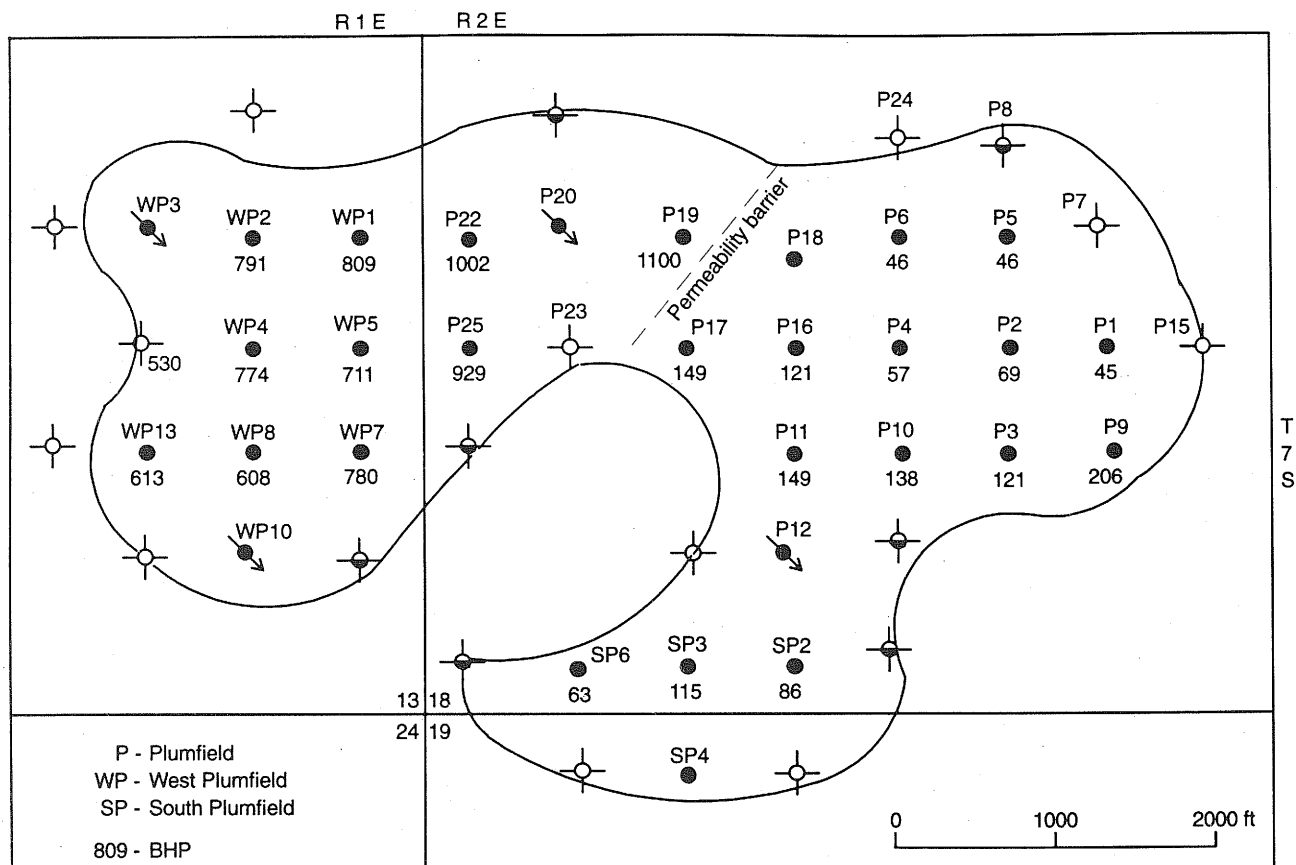 R 1 E
R 2 E
P24
P8
WP3
WP2
WP1
P22
P20
P19
P18
P6
P5
P7
791
809
1002
1100
46
46
Permeability barrier
WP4
WP5
P25
P23
P17
P16
P4
P2
P1
P15
530
774
711
929
149
121
57
69
45
WP13
WP8
WP7
P11
P10
P3
P9
613
608
780
149
138
121
206
T
7
S
WP10
P12
SP6
SP3
SP2
63
115
86
13 18
24 19
SP4
P - Plumfield
WP - West Plumfield
SP - South Plumfield
809 - BHP
0 1000 2000 ft